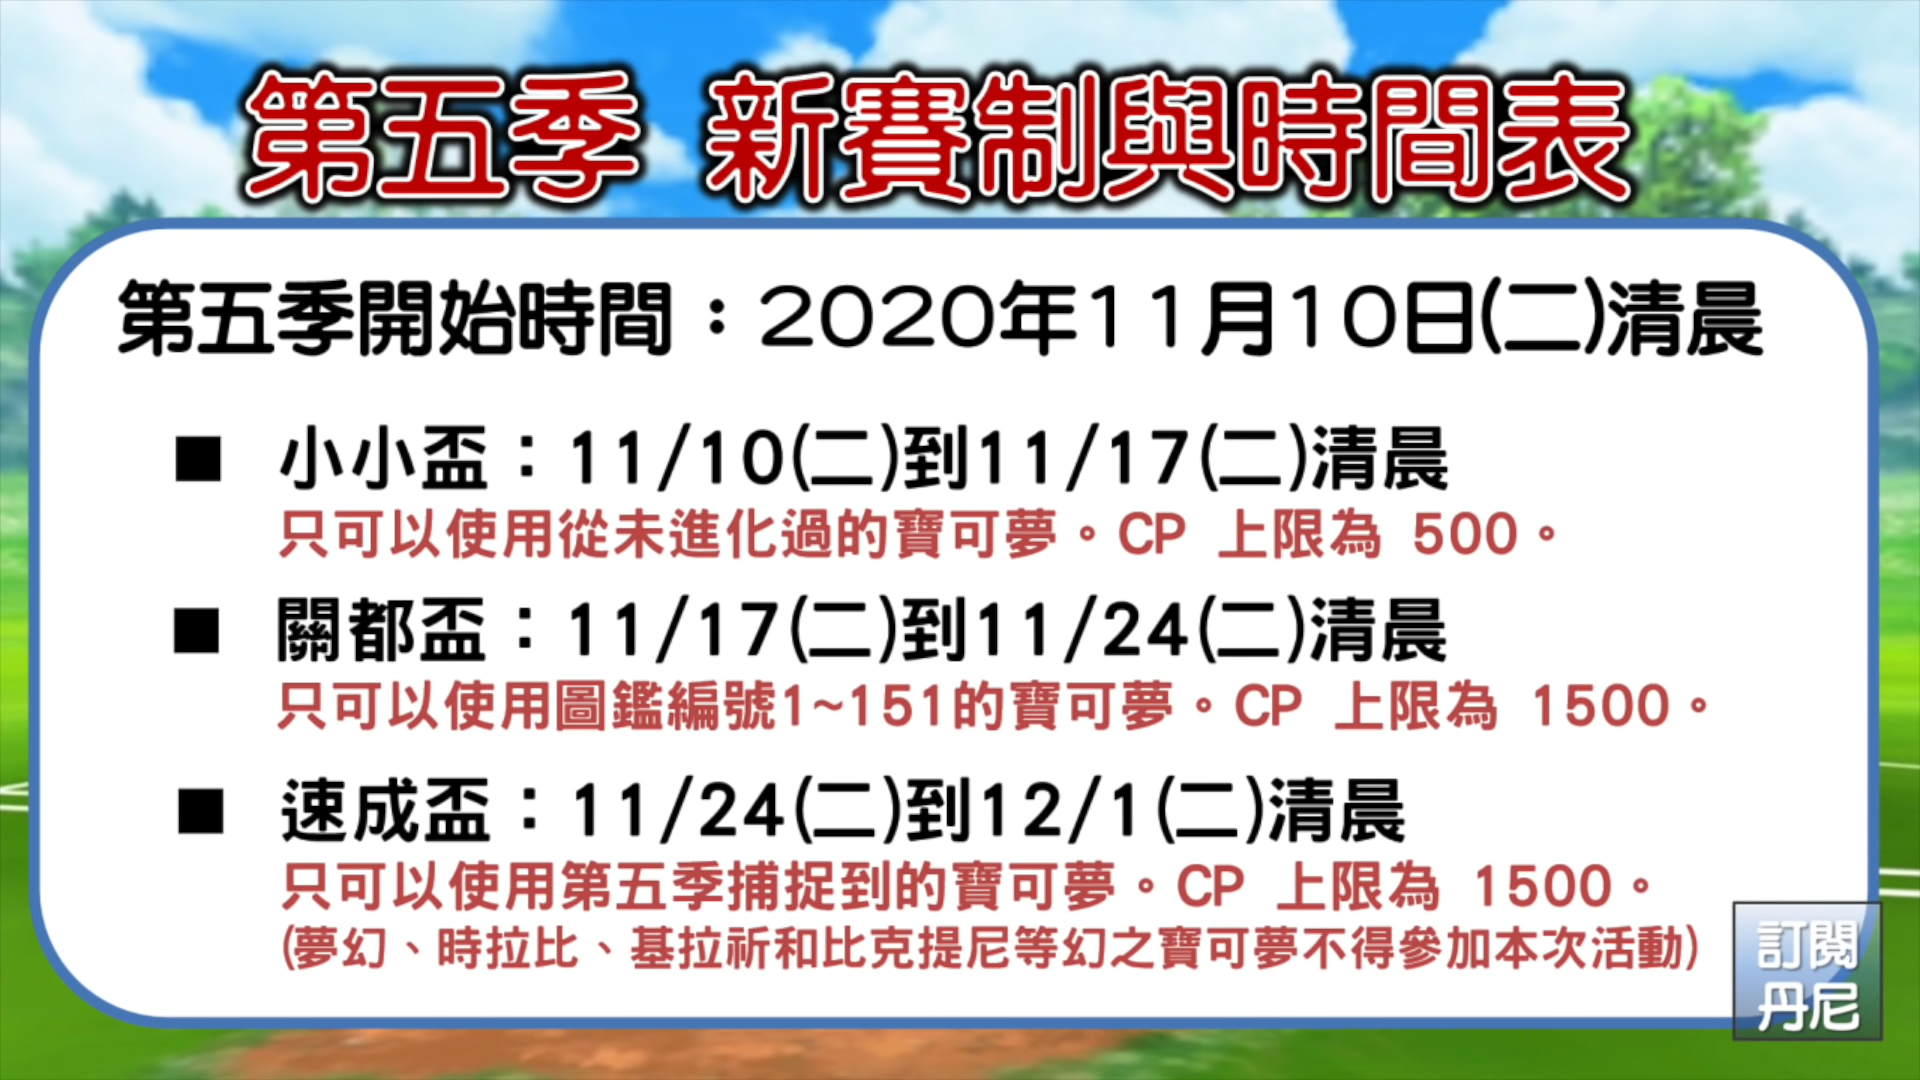 第五季 新賽制與時間表
第五季開始時間：2020年11月10日(二)清晨
■ 小小盃：11/10(二)到11/17(二)清晨
只可以使用從未進化過的寶可夢。CP 上限為 500。
■ 關都盃：11/17(二)到11/24(二)清晨
只可以使用圖鑑編號1~151的寶可夢。CP 上限為 1500。
■ 速成盃：11/24(二)到12/1(二)清晨
只可以使用第五季捕捉到的寶可夢。CP 上限為 1500。
(夢幻、時拉比、基拉祈和比克提尼等幻之寶可夢不得參加本次活動)
訂閱
丹尼